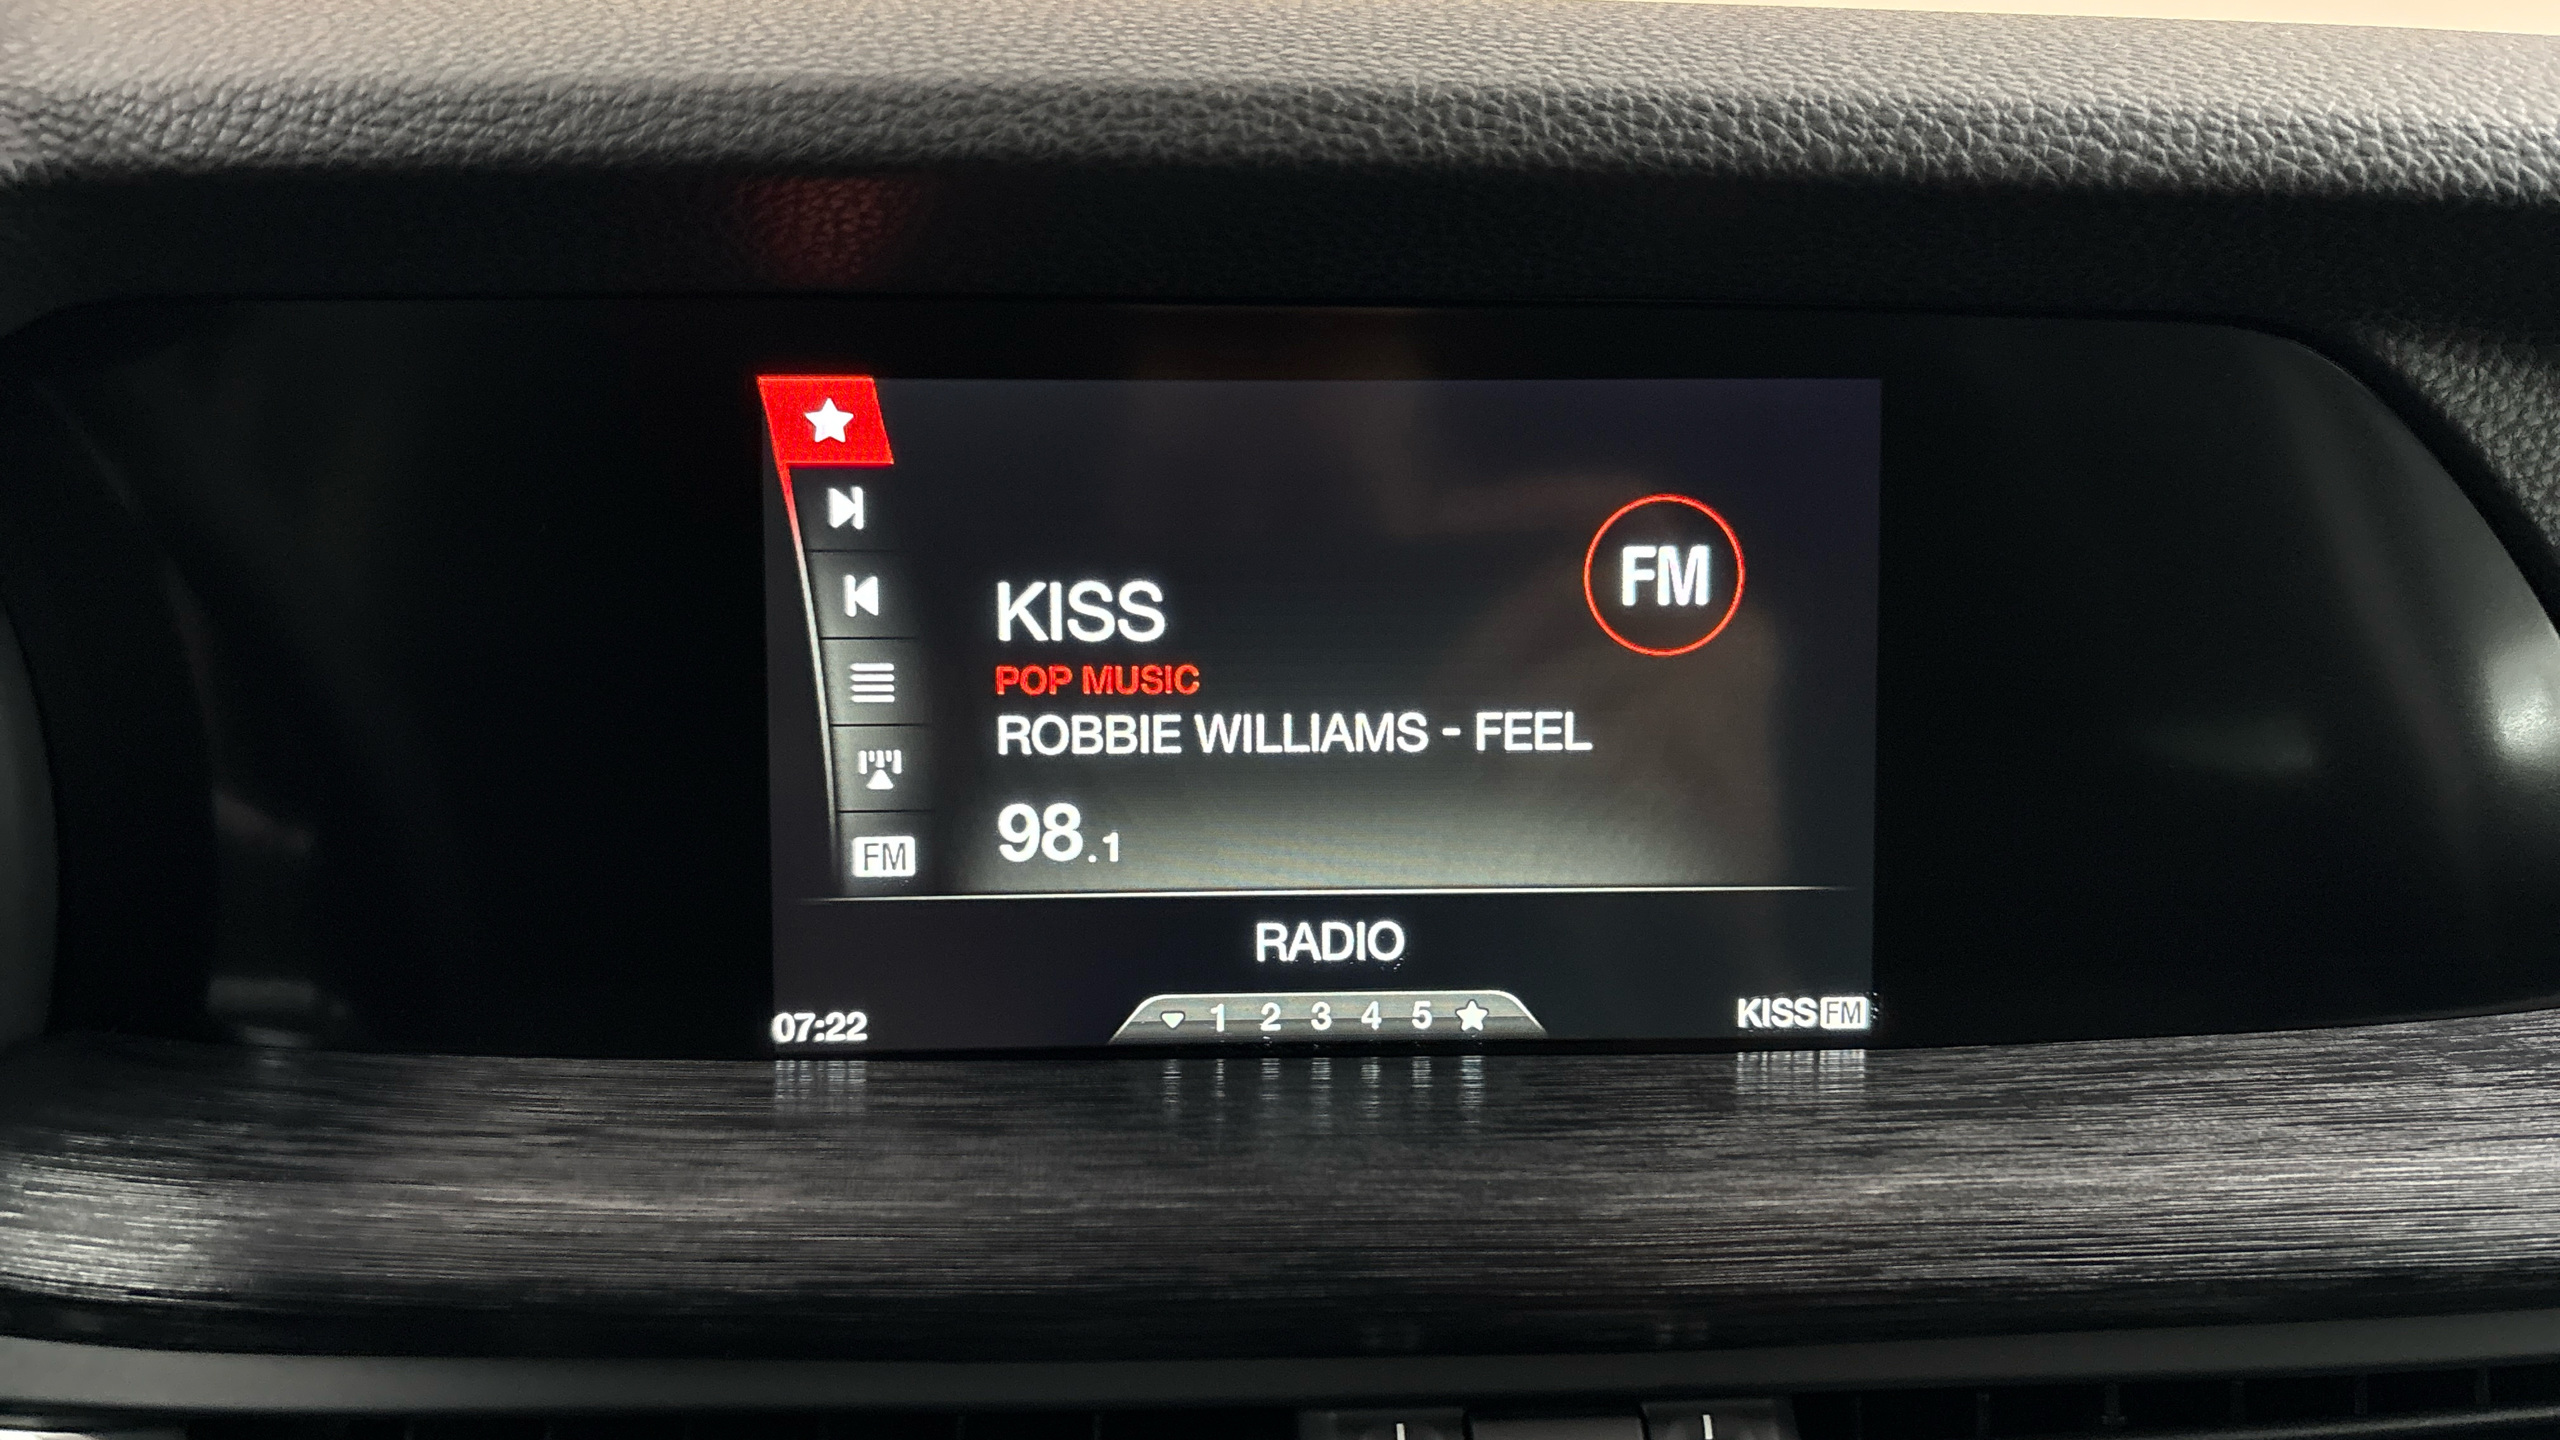 KISS
FM
POP MUSIC
ROBBIE WILLIAMS - FEEL
98.1
FM
RADIO
07:22
1 2 3 4 5
KISS FM